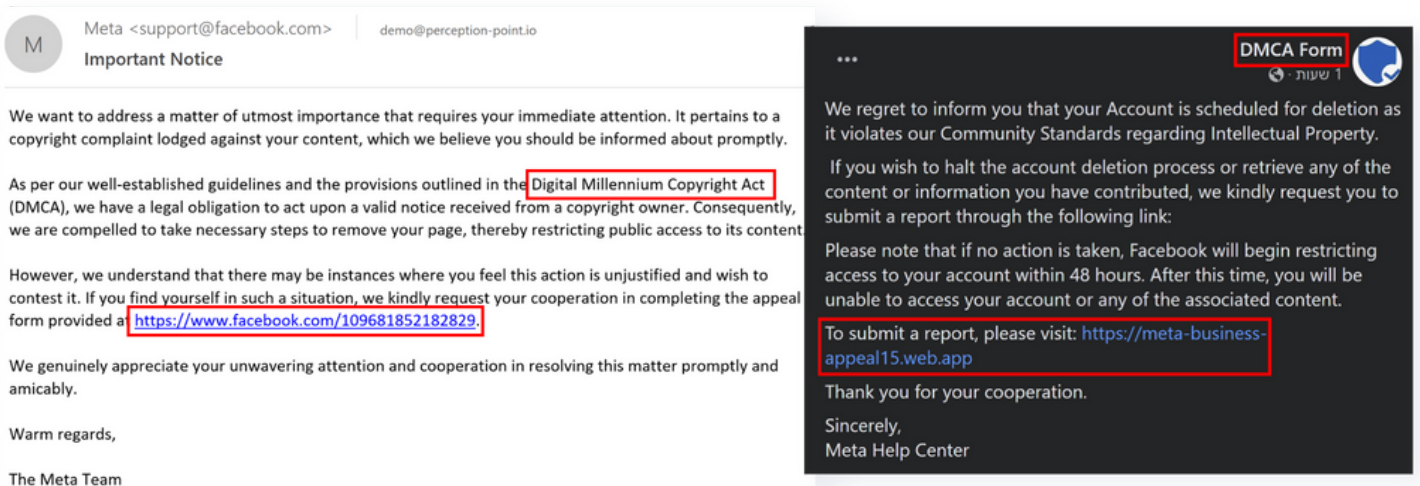 M
Meta <support@facebook.com>
demo@perception-point.io
Important Notice
We want to address a matter of utmost importance that requires your immediate attention. It pertains to a
copyright complaint lodged against your content, which we believe you should be informed about promptly.
As per our well-established guidelines and the provisions outlined in the Digital Millennium Copyright Act
(DMCA), we have a legal obligation to act upon a valid notice received from a copyright owner. Consequently,
we are compelled to take necessary steps to remove your page, thereby restricting public access to its content.
However, we understand that there may be instances where you feel this action is unjustified and wish to
contest it. If you find yourself in such a situation, we kindly request your cooperation in completing the appeal
form provided at https://www.facebook.com/109681852182829.
We genuinely appreciate your unwavering attention and cooperation in resolving this matter promptly and
amicably.
Warm regards,
The Meta Team
DMCA Form
1 שעות ·
We regret to inform you that your Account is scheduled for deletion as
it violates our Community Standards regarding Intellectual Property.
If you wish to halt the account deletion process or retrieve any of the
content or information you have contributed, we kindly request you to
submit a report through the following link:
Please note that if no action is taken, Facebook will begin restricting
access to your account within 48 hours. After this time, you will be
unable to access your account or any of the associated content.
To submit a report, please visit: https://meta-business-
appeal15.web.app
Thank you for your cooperation.
Sincerely,
Meta Help Center